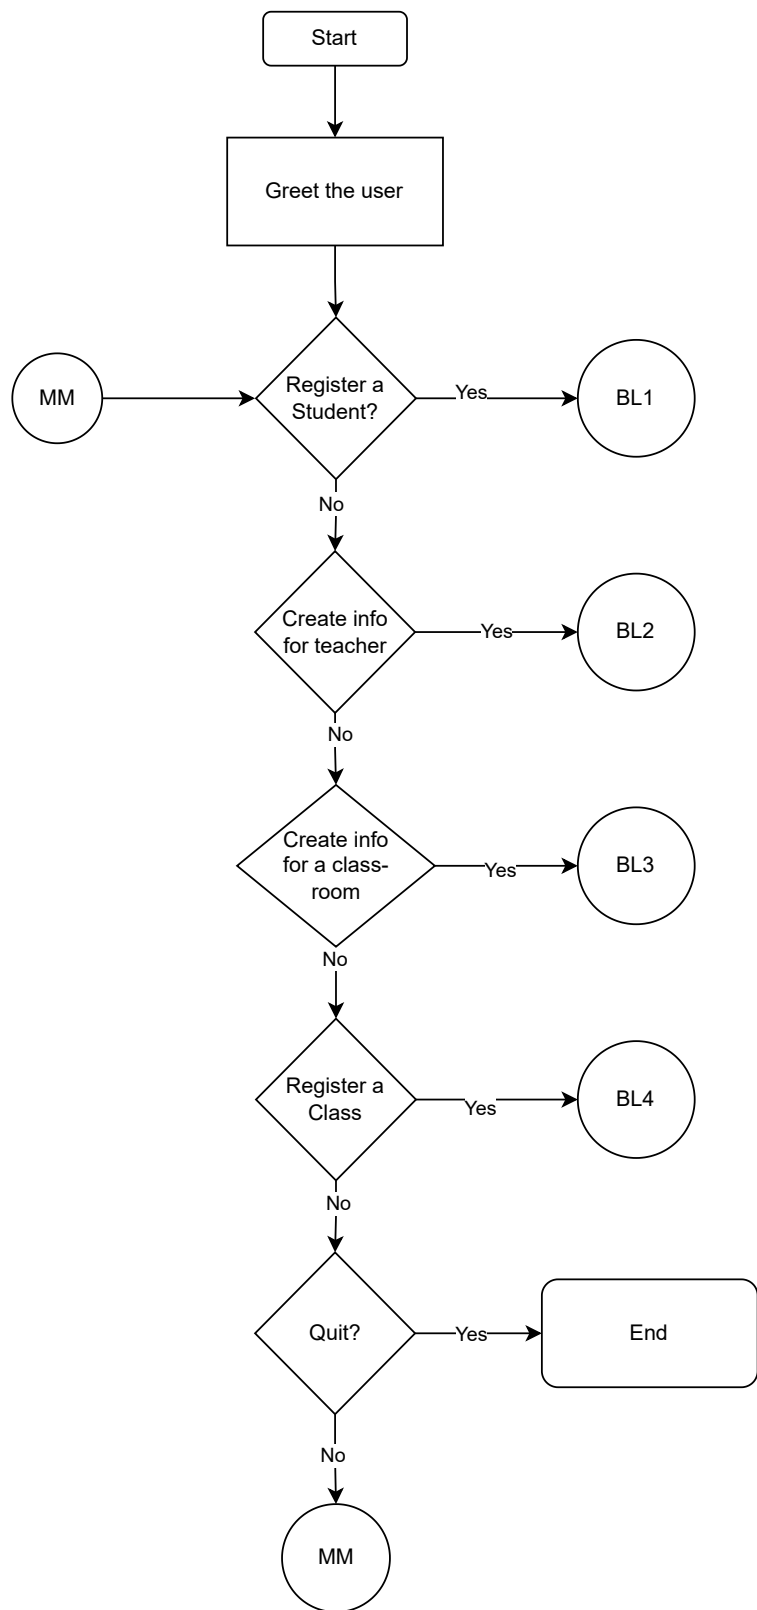 Start
Greet the user
MM
Register a
Student?
Yes
BL1
No
Create info
for teacher
Yes
BL2
No
Create info
for a class-
room
Yes
BL3
No
Register a
Class
Yes
BL4
No
Quit?
Yes
End
No
MM